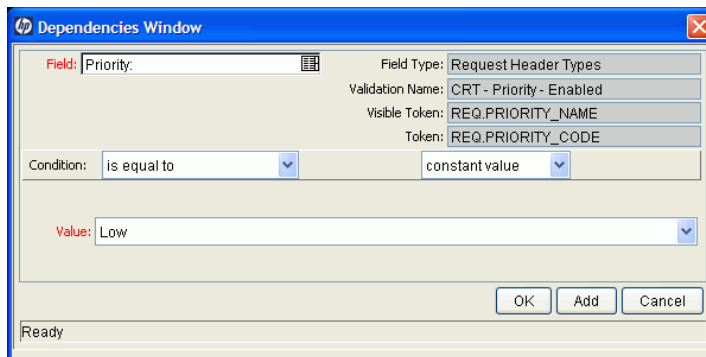 hp Dependencies Window
Field: Priority: Field Type: Request Header Types
Validation Name: CRT - Priority - Enabled
Visible Token: REQ.PRIORITY_NAME
Token: REQ.PRIORITY_CODE
Condition: is equal to constant value
Value: Low
OK Add Cancel
Ready